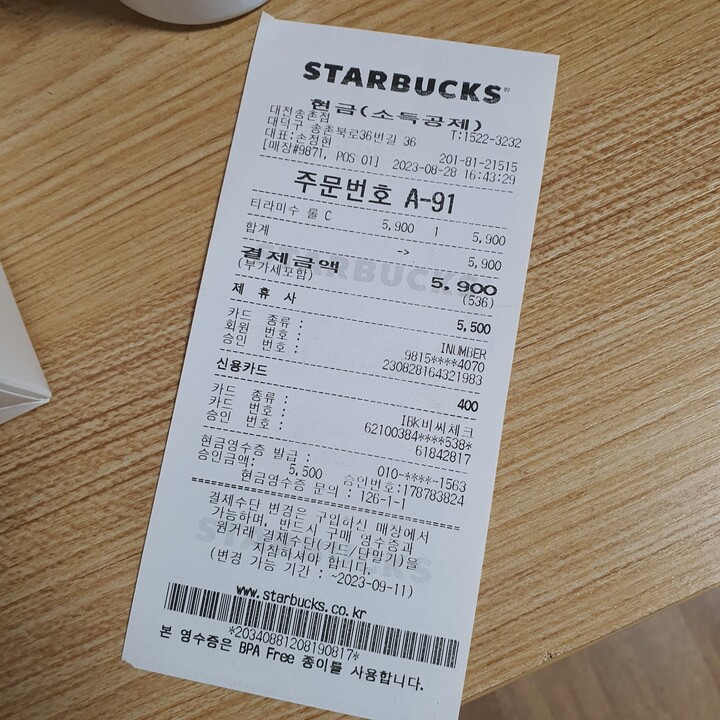 STARBUCKS®
현금(소득공제)
대전송촌점 T:1522-3232
대덕구 송촌북로36번길 36
대표:손정현 201-81-21515
[매장#9871, POS 01] 2023-08-28 16:43:29
주문번호 A-91
티라미수 롤 C 5,900 1 5,900
합계 -> 5,900
결제금액 5,900
(부가세포함) (536)
제 휴 사 5,500
카드 종류 : INUMBER
회원 번호 : 9815****4070
승인 번호 : 230828164321983
신용카드 400
카드 종류 : IBK비씨체크
카드 번호 : 62100384****538*
승인 번호 : 61842817
현금영수증 발급 : 010-****-1563
승인금액: 5,500 승인번호:178783824
현금영수증 문의 : 126-1-1
결제수단 변경은 구입하신 매장에서
가능하며, 반드시 구매 영수증과
원거래 결제수단(카드/단말기)을
지참하셔야 합니다.
(변경 가능 기간 : ~2023-09-11)
www.starbucks.co.kr
*20340881208190817*
본 영수증은 BPA Free 종이를 사용합니다.